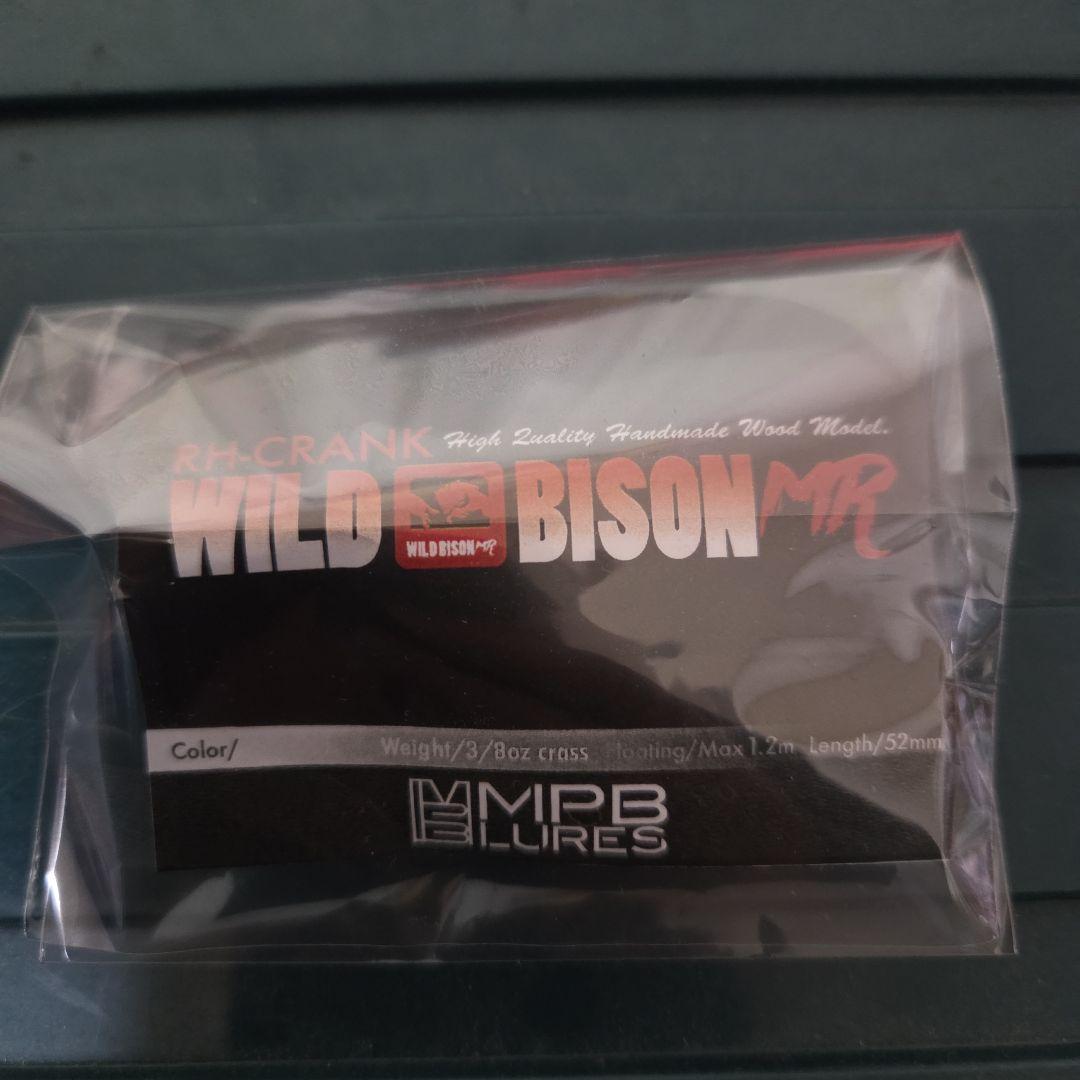 RH-CRANK High Quality Handmade Wood Model.
WILD WILD BISON MR BISON MR
Color/ Weight/3/8oz crass Floating/Max 1.2m Length/52mm
MPB
LURES